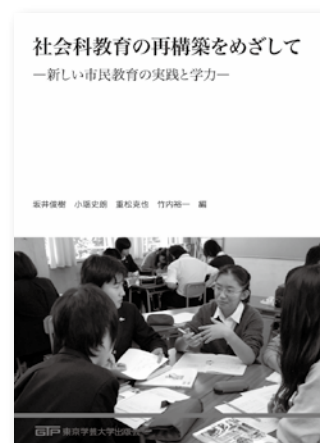 社会科教育の再構築をめざして
―新しい市民教育の実践と学力―
坂井俊樹 小瑶史朗 重松克也 竹内裕一 編
東京学芸大学出版会